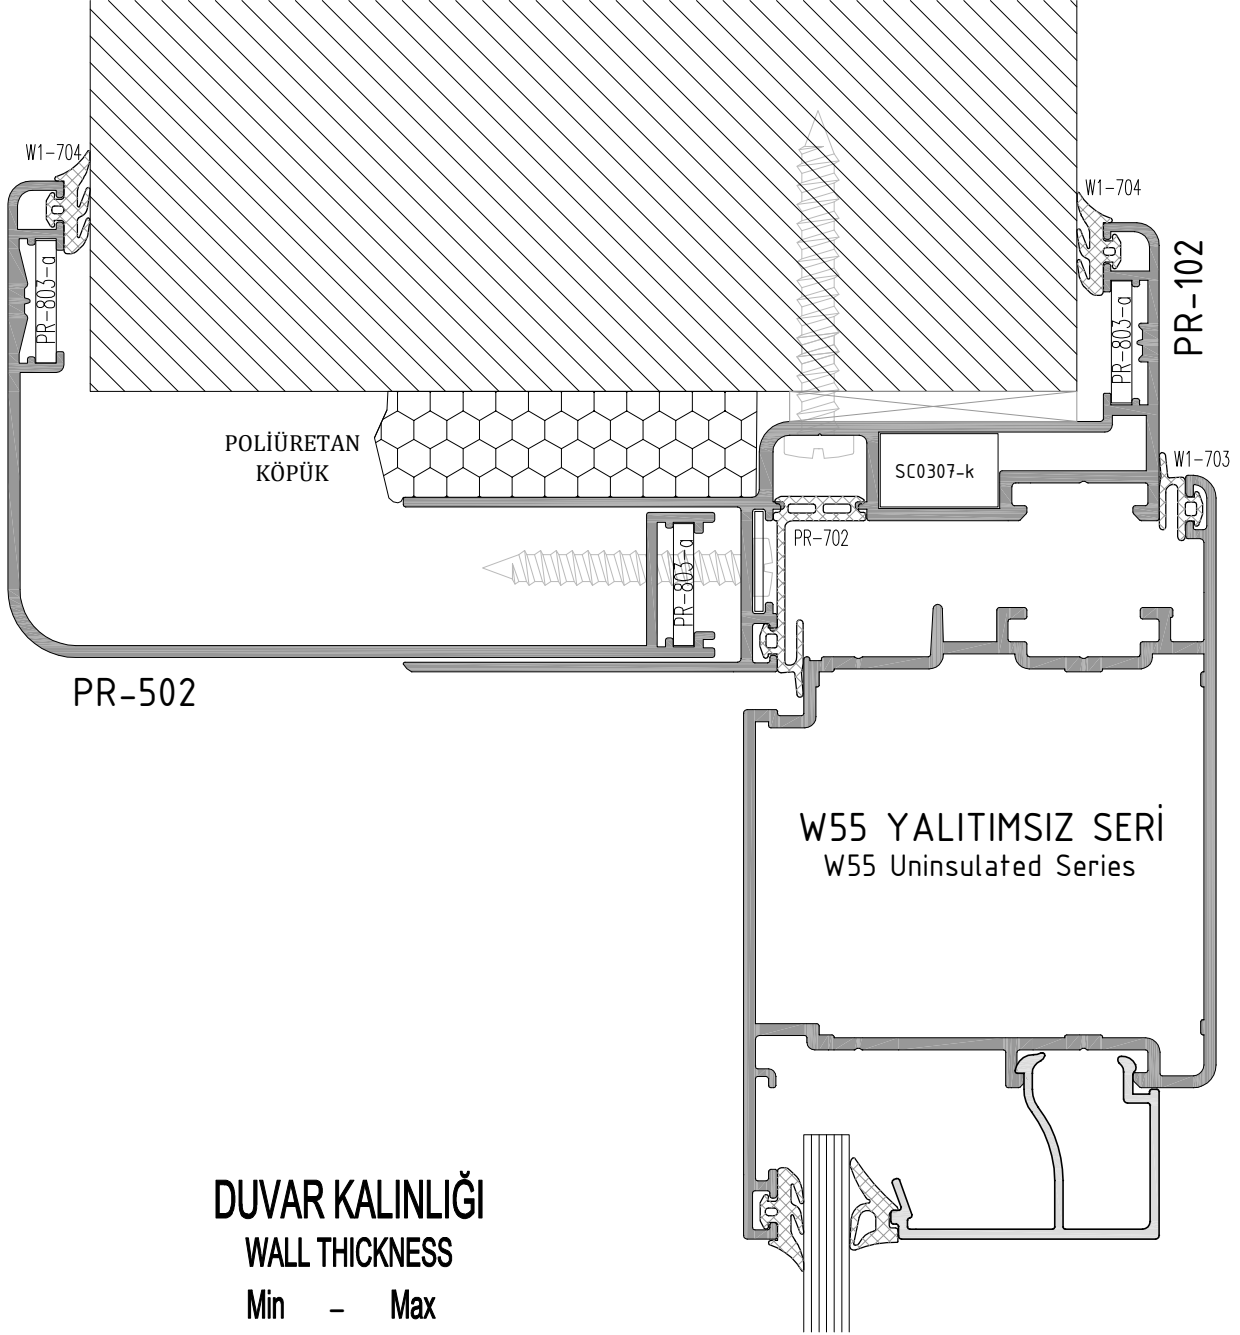 W1-704
W1-704
PR-102
PR-803-a
PR-803-a
POLİÜRETAN
KÖPÜK
SC0307-k
W1-703
PR-702
PR-803-a
PR-502
W55 YALITIMSIZ SERİ
W55 Uninsulated Series
DUVAR KALINLIĞI
WALL THICKNESS
Min - Max